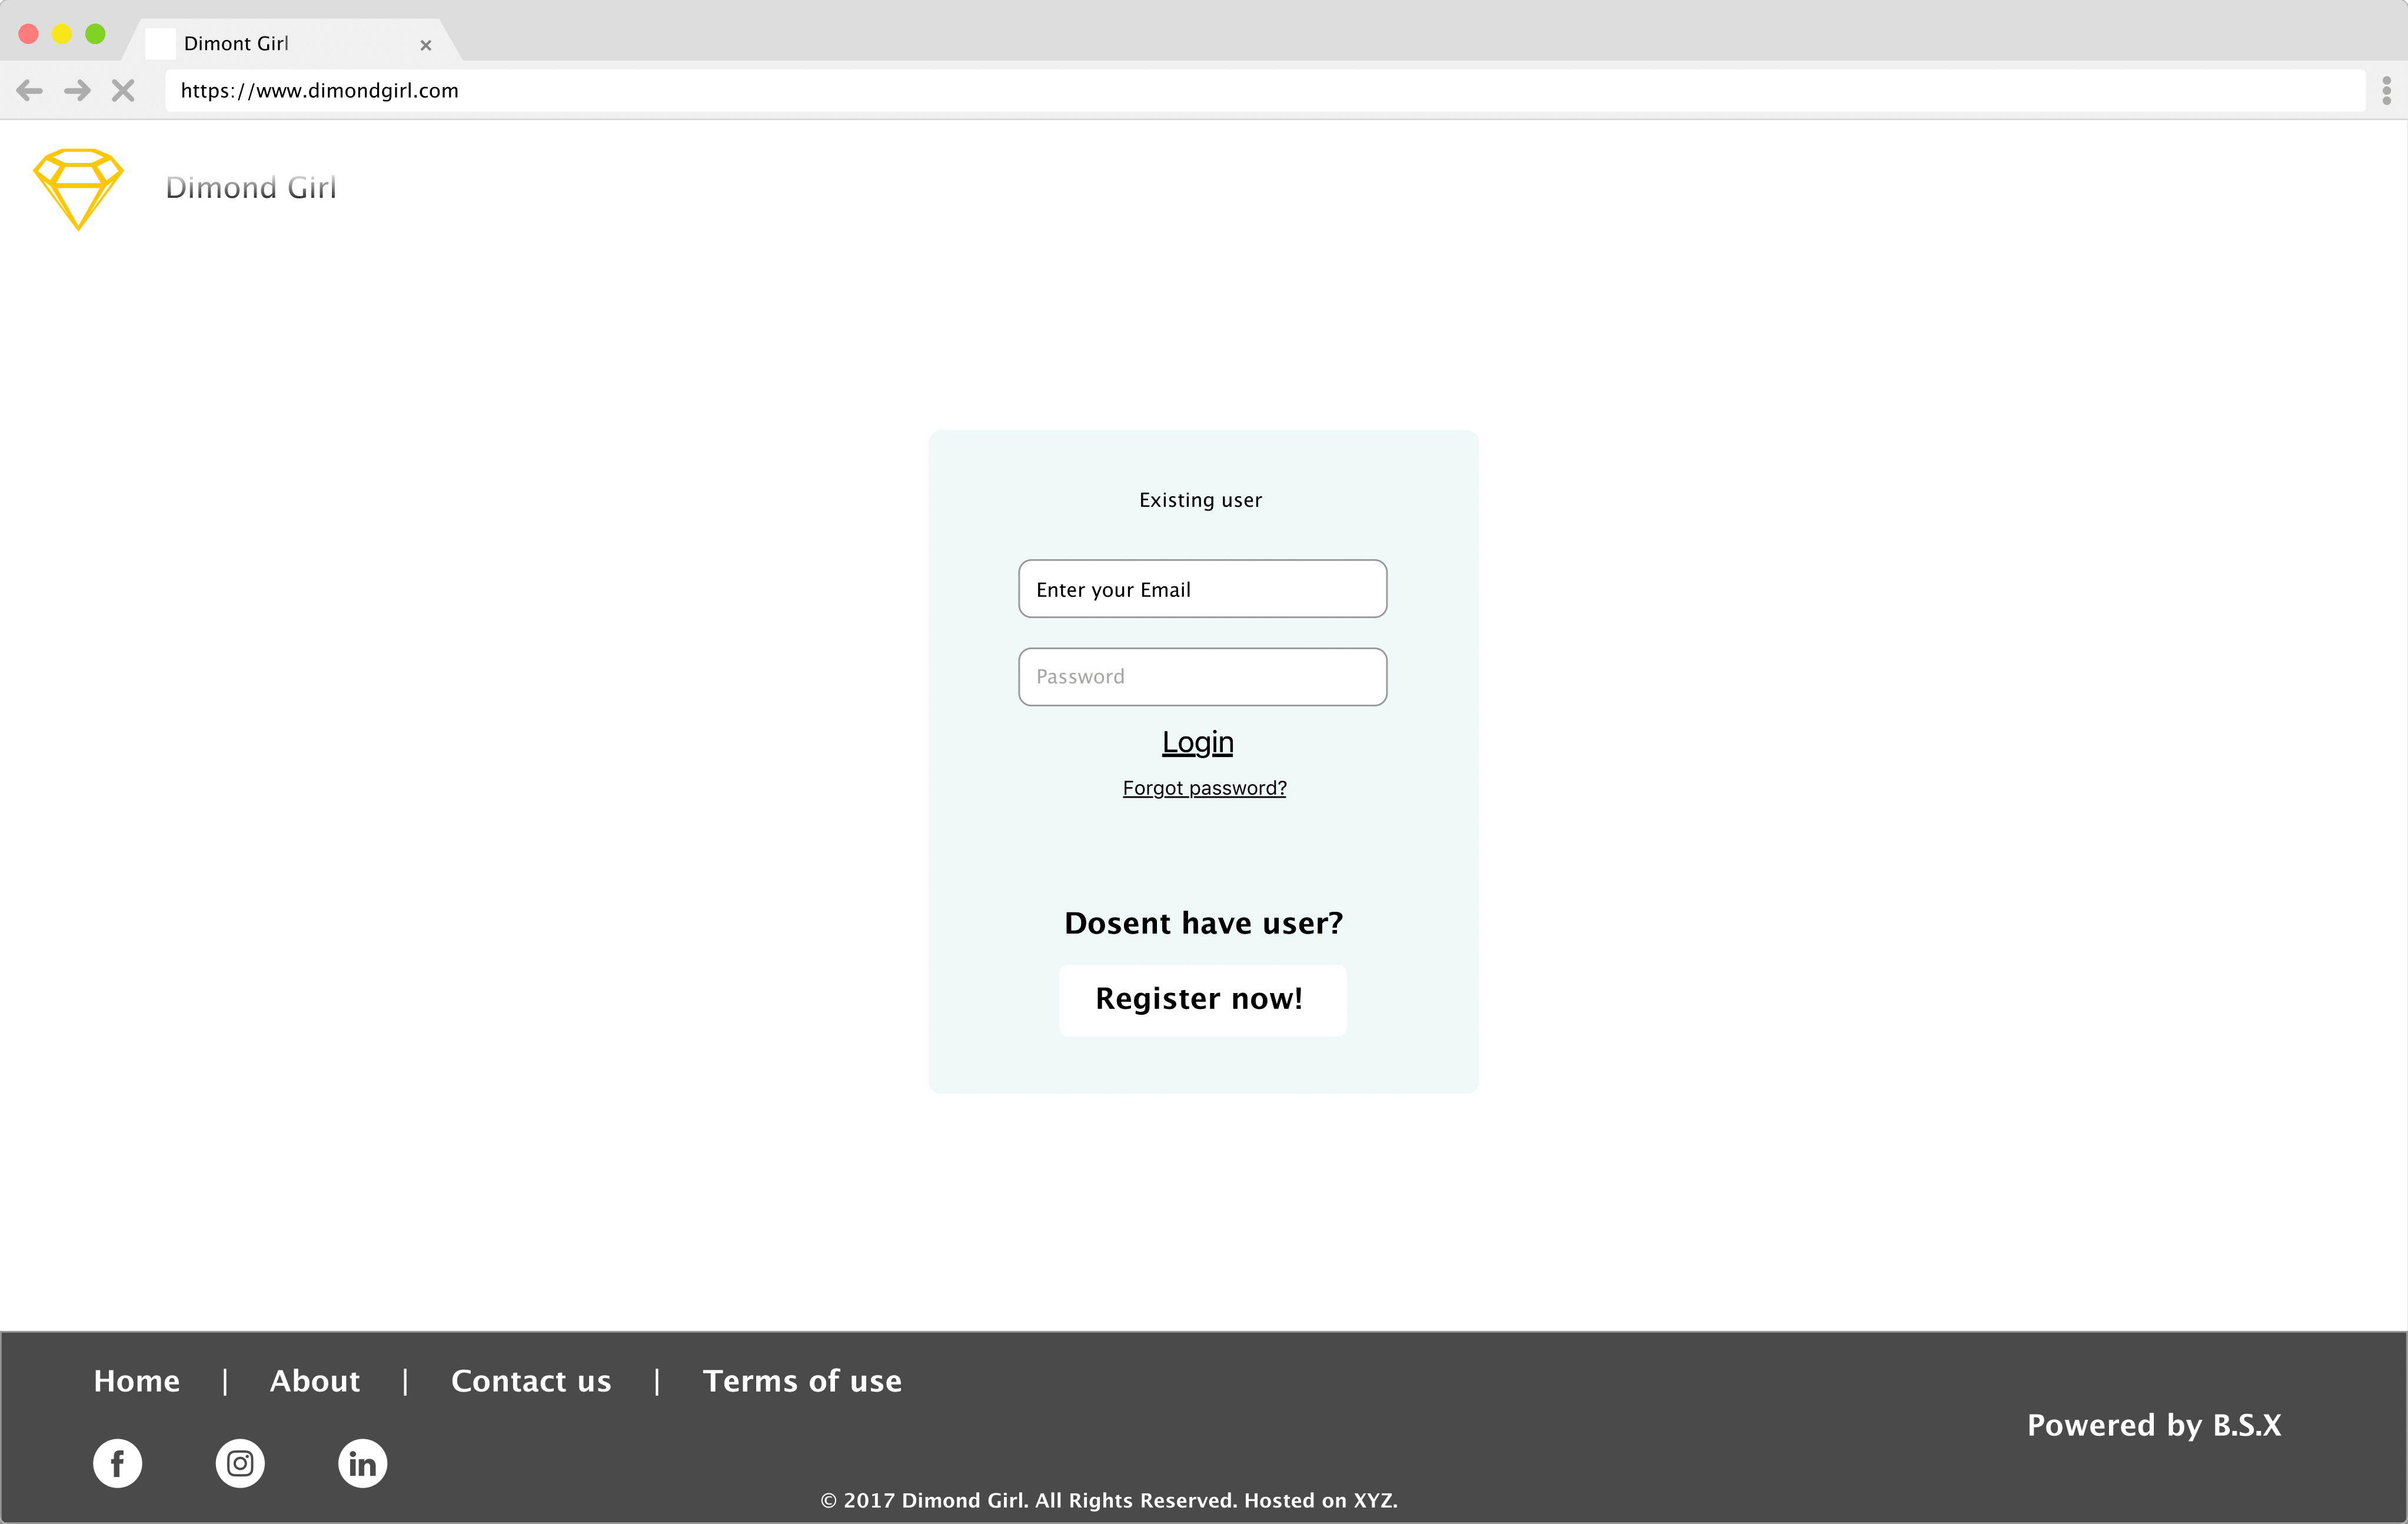 Dimont Girl
https://www.dimondgirl.com
Dimond Girl
Existing user
Enter your Email
Password
Login
Forgot password?
Dosent have user?
Register now!
Home | About | Contact us | Terms of use
Powered by B.S.X
© 2017 Dimond Girl. All Rights Reserved. Hosted on XYZ.